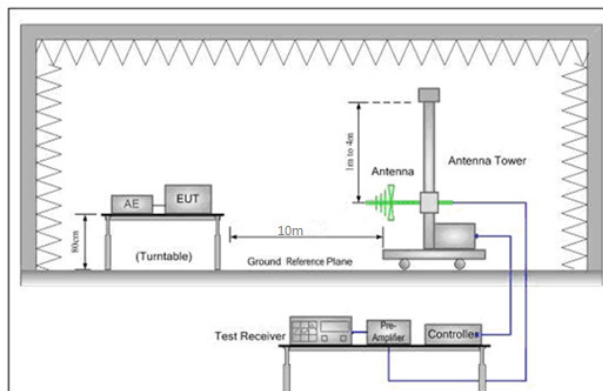 1m to 4m
Antenna
Antenna Tower
AE
EUT
80cm
(Turntable)
10m
Ground Reference Plane
Test Receiver
Pre-
Amplifier
Controller